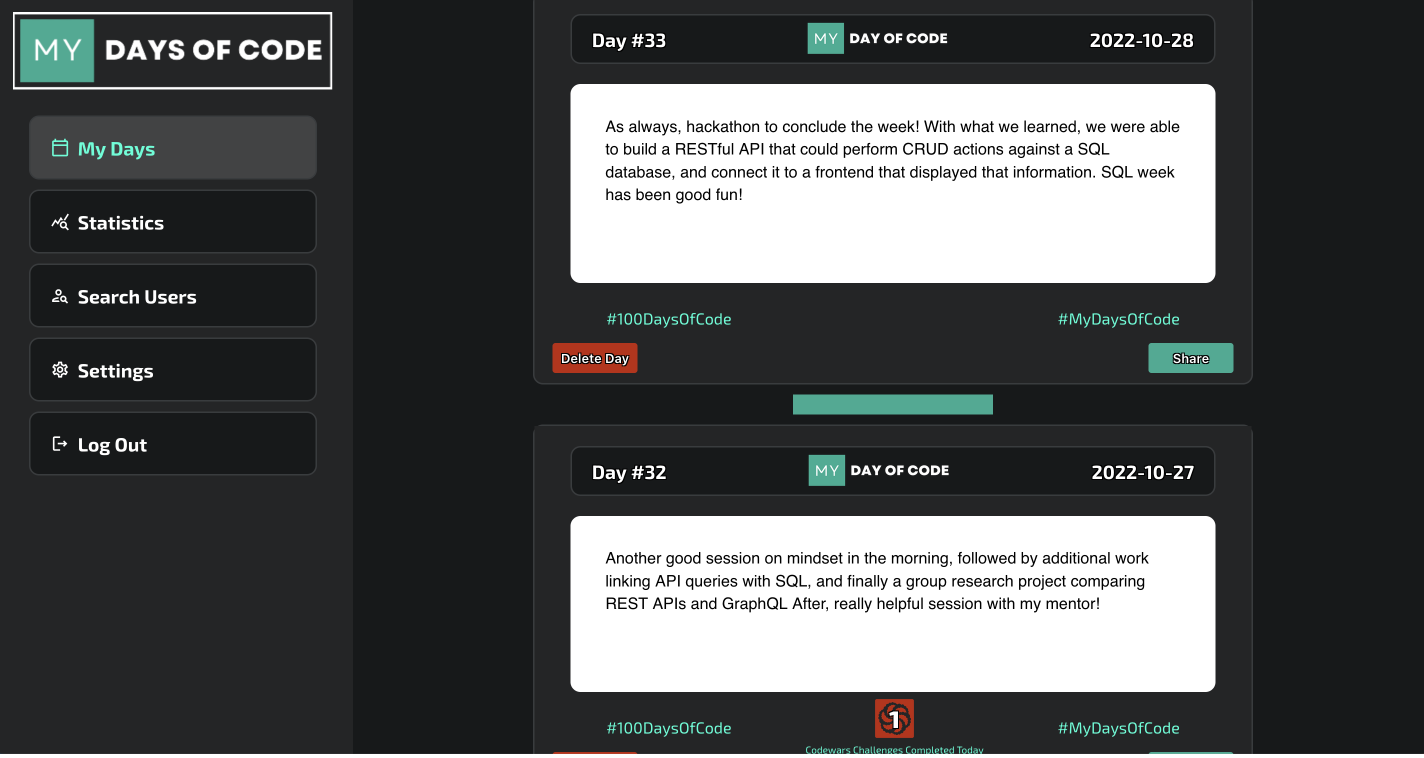 MY DAYS OF CODE
My Days
Statistics
Search Users
Settings
Log Out
Day #33
MY DAY OF CODE
2022-10-28
As always, hackathon to conclude the week! With what we learned, we were able
to build a RESTful API that could perform CRUD actions against a SQL
database, and connect it to a frontend that displayed that information. SQL week
has been good fun!
#100DaysOfCode
#MyDaysOfCode
Delete Day
Share
Day #32
MY DAY OF CODE
2022-10-27
Another good session on mindset in the morning, followed by additional work
linking API queries with SQL, and finally a group research project comparing
REST APIs and GraphQL After, really helpful session with my mentor!
#100DaysOfCode
1
#MyDaysOfCode
Codewars Challenges Completed Today